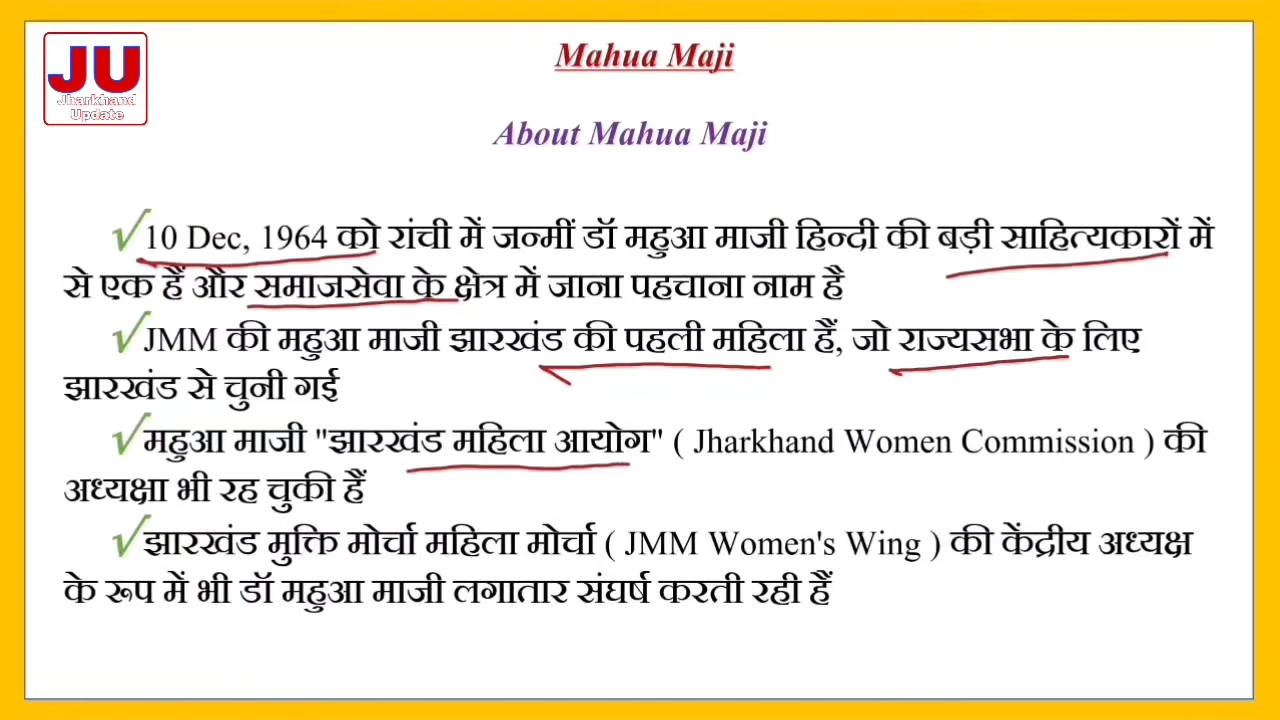 JU
Jharkhand
Update
Mahua Maji
About Mahua Maji
✓10 Dec, 1964 को रांची में जन्मीं डॉ महुआ माजी हिन्दी की बड़ी साहित्यकारों में
से एक हैं और समाजसेवा के क्षेत्र में जाना पहचाना नाम है
✓JMM की महुआ माजी झारखंड की पहली महिला हैं, जो राज्यसभा के लिए
झारखंड से चुनी गई
✓महुआ माजी "झारखंड महिला आयोग" ( Jharkhand Women Commission ) की
अध्यक्षा भी रह चुकी हैं
✓झारखंड मुक्ति मोर्चा महिला मोर्चा ( JMM Women's Wing ) की केंद्रीय अध्यक्ष
के रूप में भी डॉ महुआ माजी लगातार संघर्ष करती रही हैं